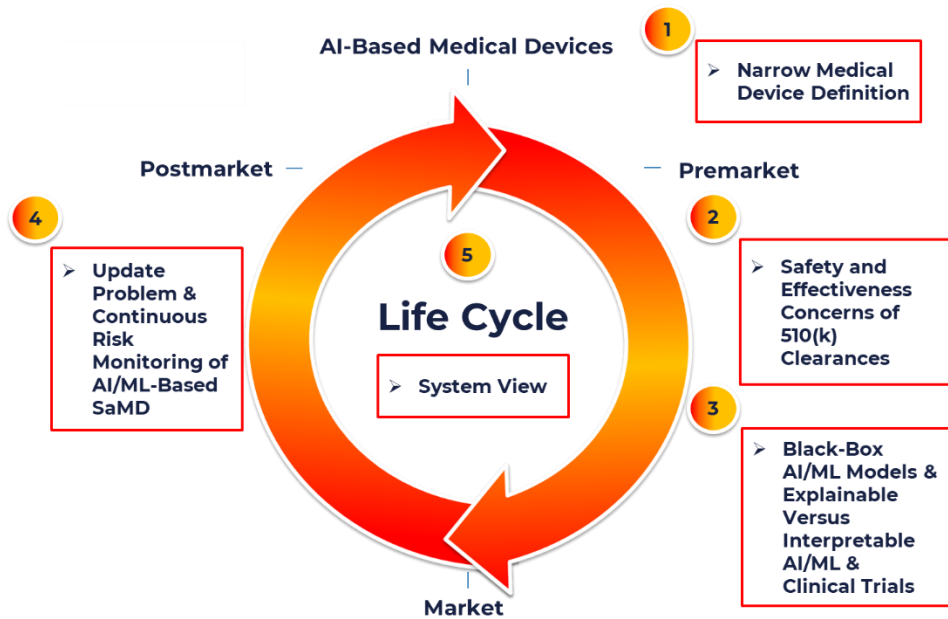 AI-Based Medical Devices
1
➢ Narrow Medical
Device Definition
Postmarket
Premarket
4
➢ Update
Problem &
Continuous
Risk
Monitoring of
AI/ML-Based
SaMD
5
Life Cycle
➢ System View
2
➢ Safety and
Effectiveness
Concerns of
510(k)
Clearances
3
➢ Black-Box
AI/ML Models &
Explainable
Versus
Interpretable
AI/ML &
Clinical Trials
Market